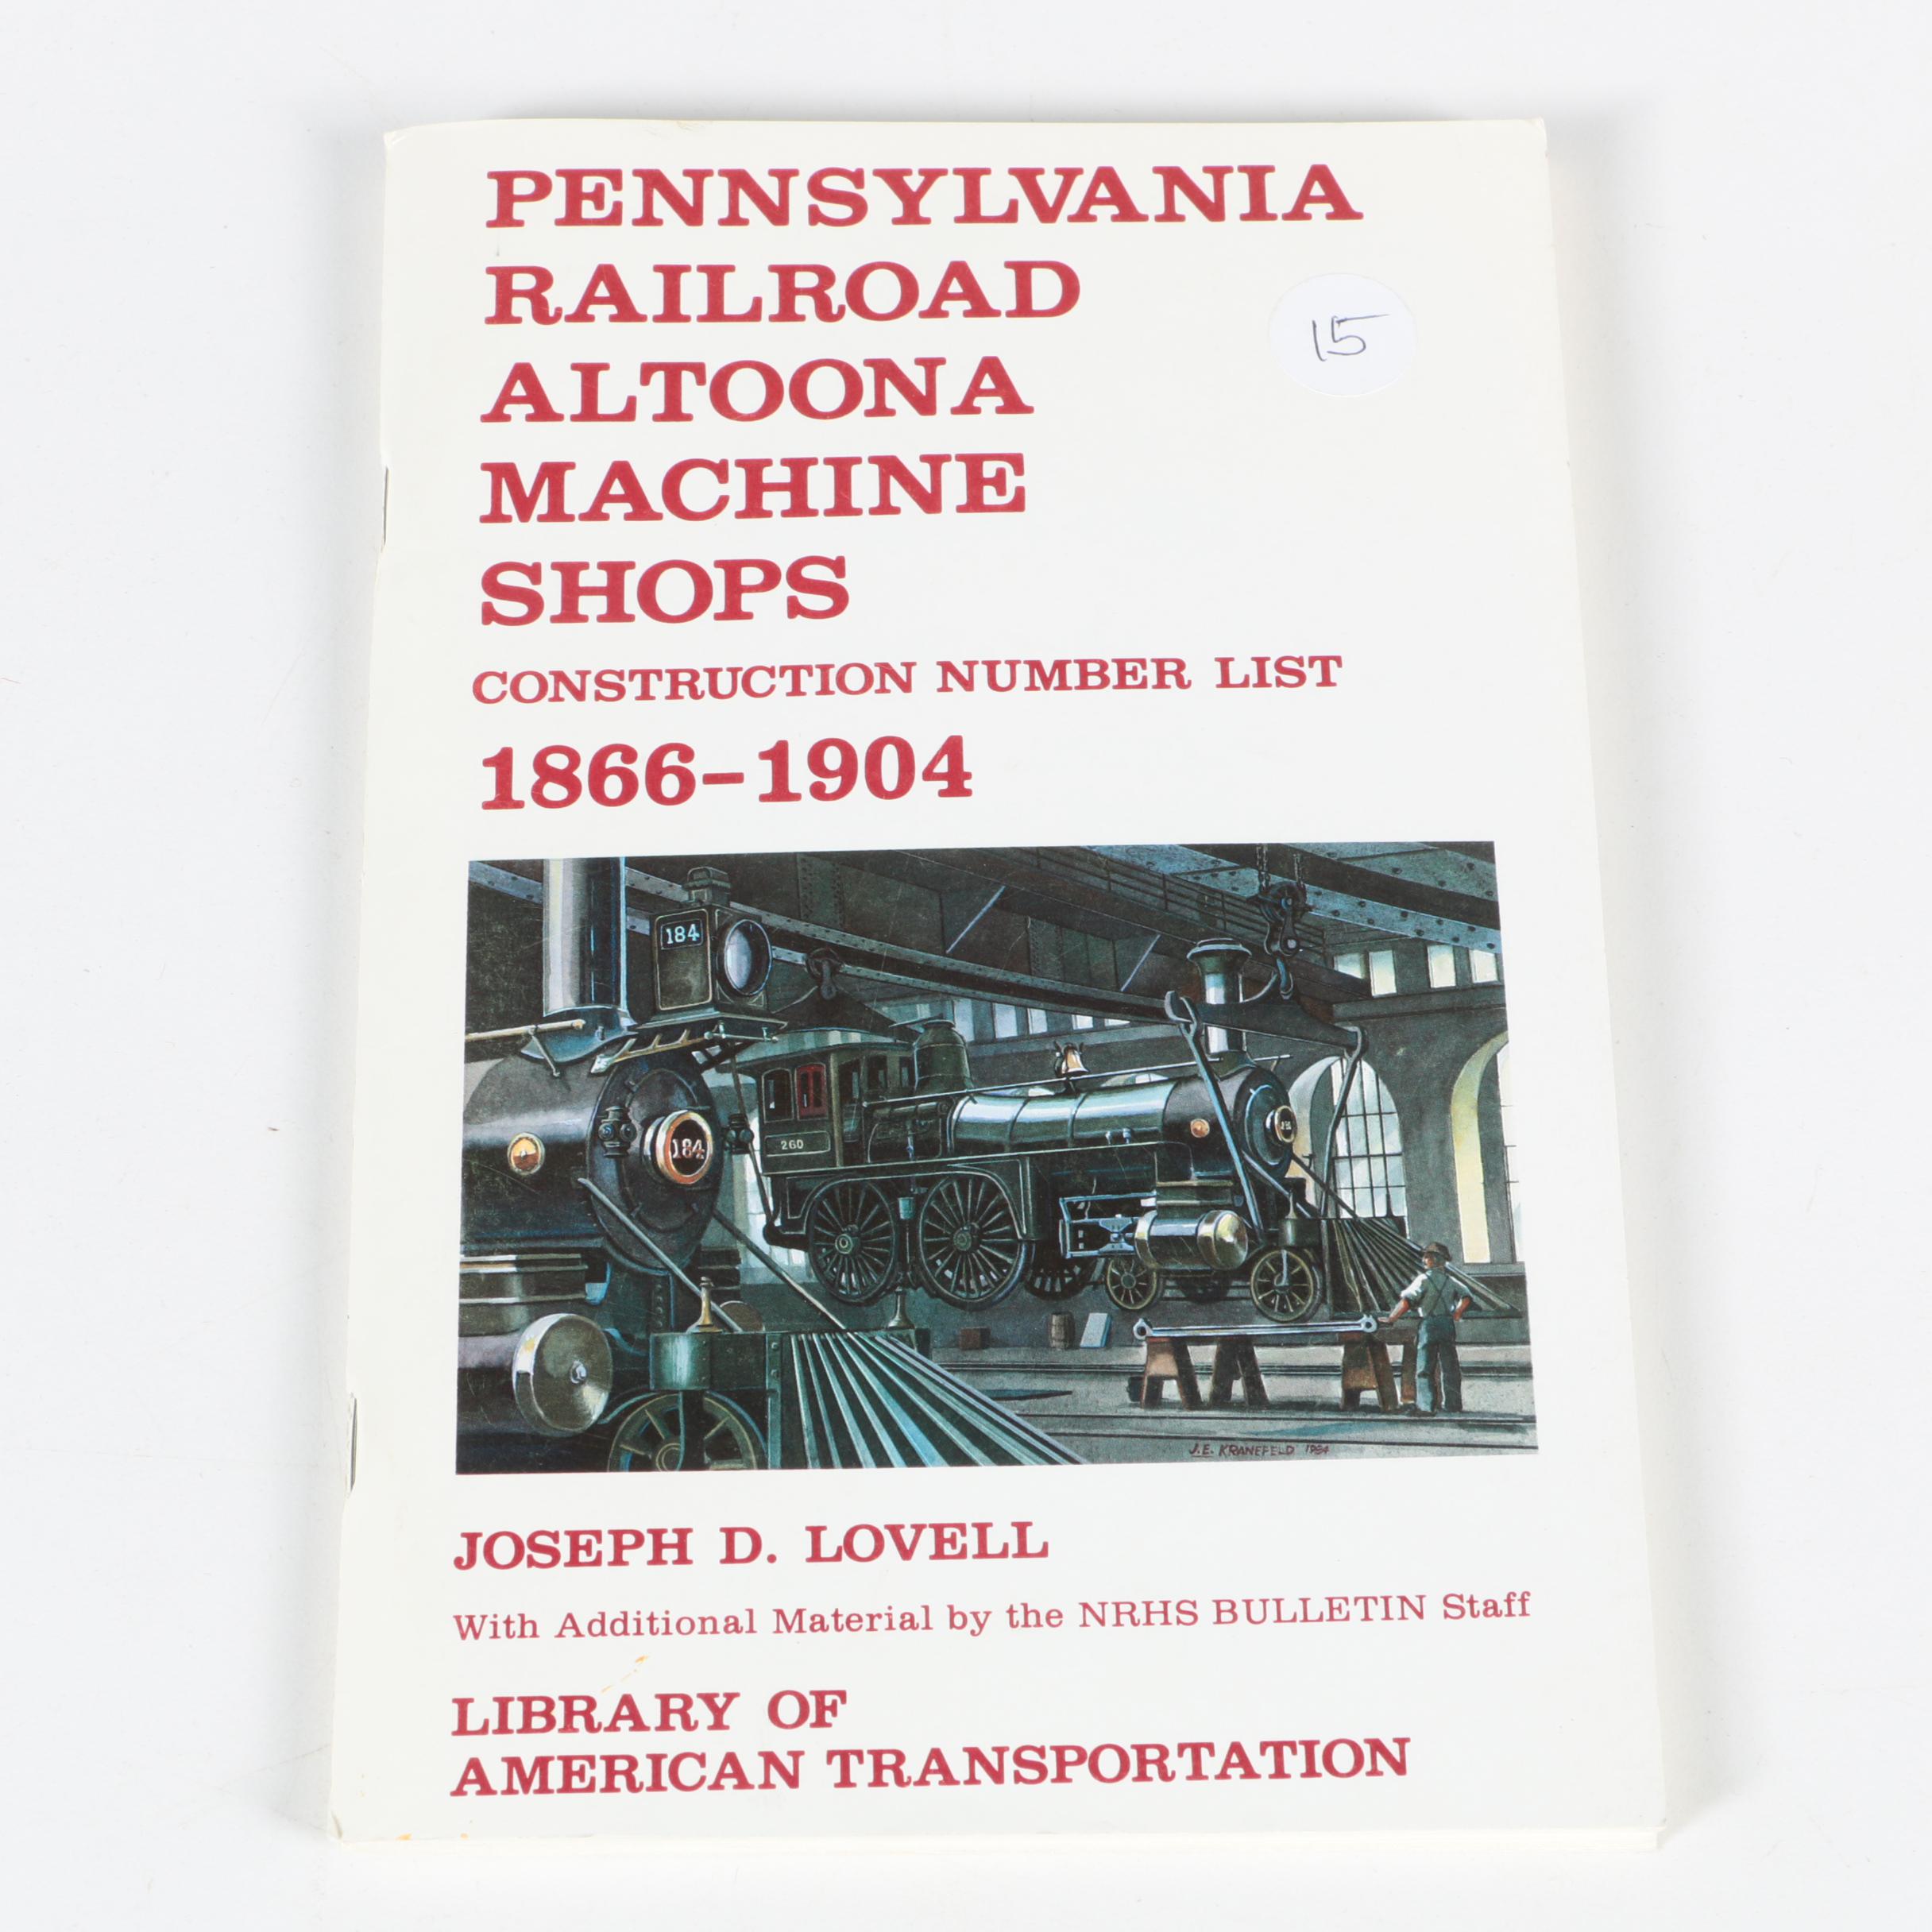 PENNSYLVANIA
RAILROAD
ALTOONA
MACHINE
SHOPS
15
CONSTRUCTION NUMBER LIST
1866-1904
184
184
260
J.E. KRANEFELD 1984
JOSEPH D. LOVELL
With Additional Material by the NRHS BULLETIN Staff
LIBRARY OF
AMERICAN TRANSPORTATION